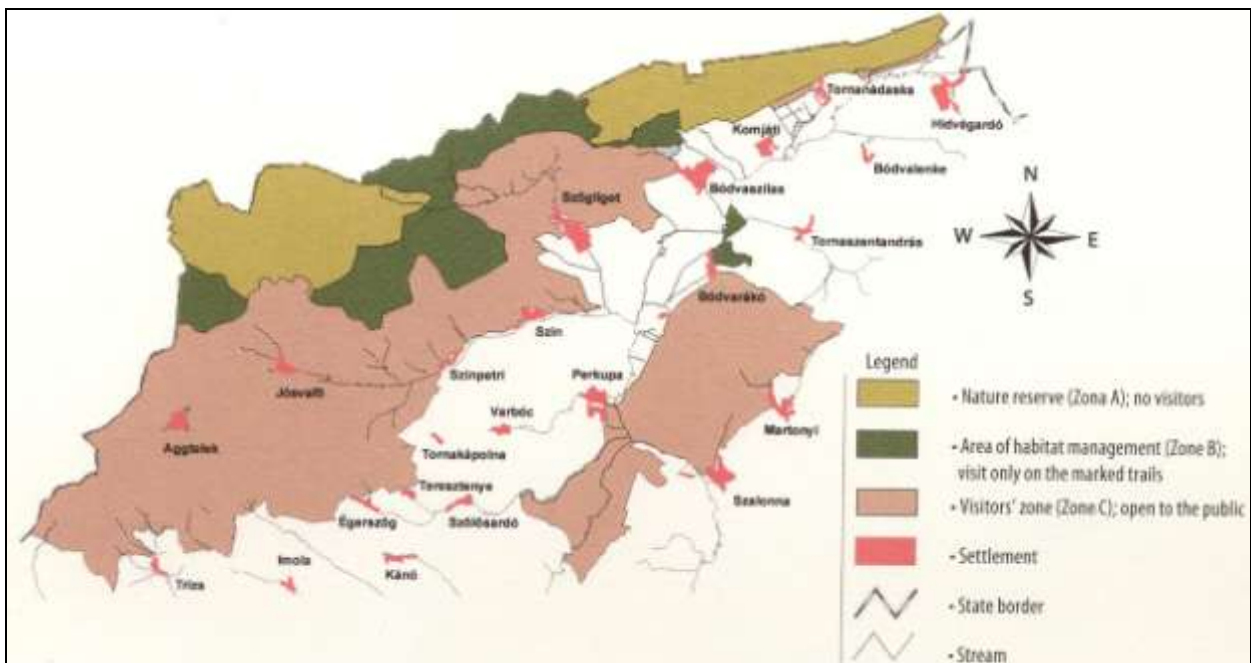 Tornanádaska
Hidvégardó
Komjáti
Bódvalenke
Bódvaszilas
N
Szögliget
Tornaszentandrás
W
E
S
Bódvarákó
Szin
Legend
Szinpetri
Perkupa
Jósvafő
- Nature reserve (Zona A); no visitors
Varbóc
Martonyi
Aggtelek
Tornakápolna
- Area of habitat management (Zone B);
visit only on the marked trails
Teresztenye
Szalonna
Égerszög
Szőlősardó
- Visitors' zone (Zone C); open to the public
Imola
Kánó
- Settlement
Trizs
- State border
- Stream